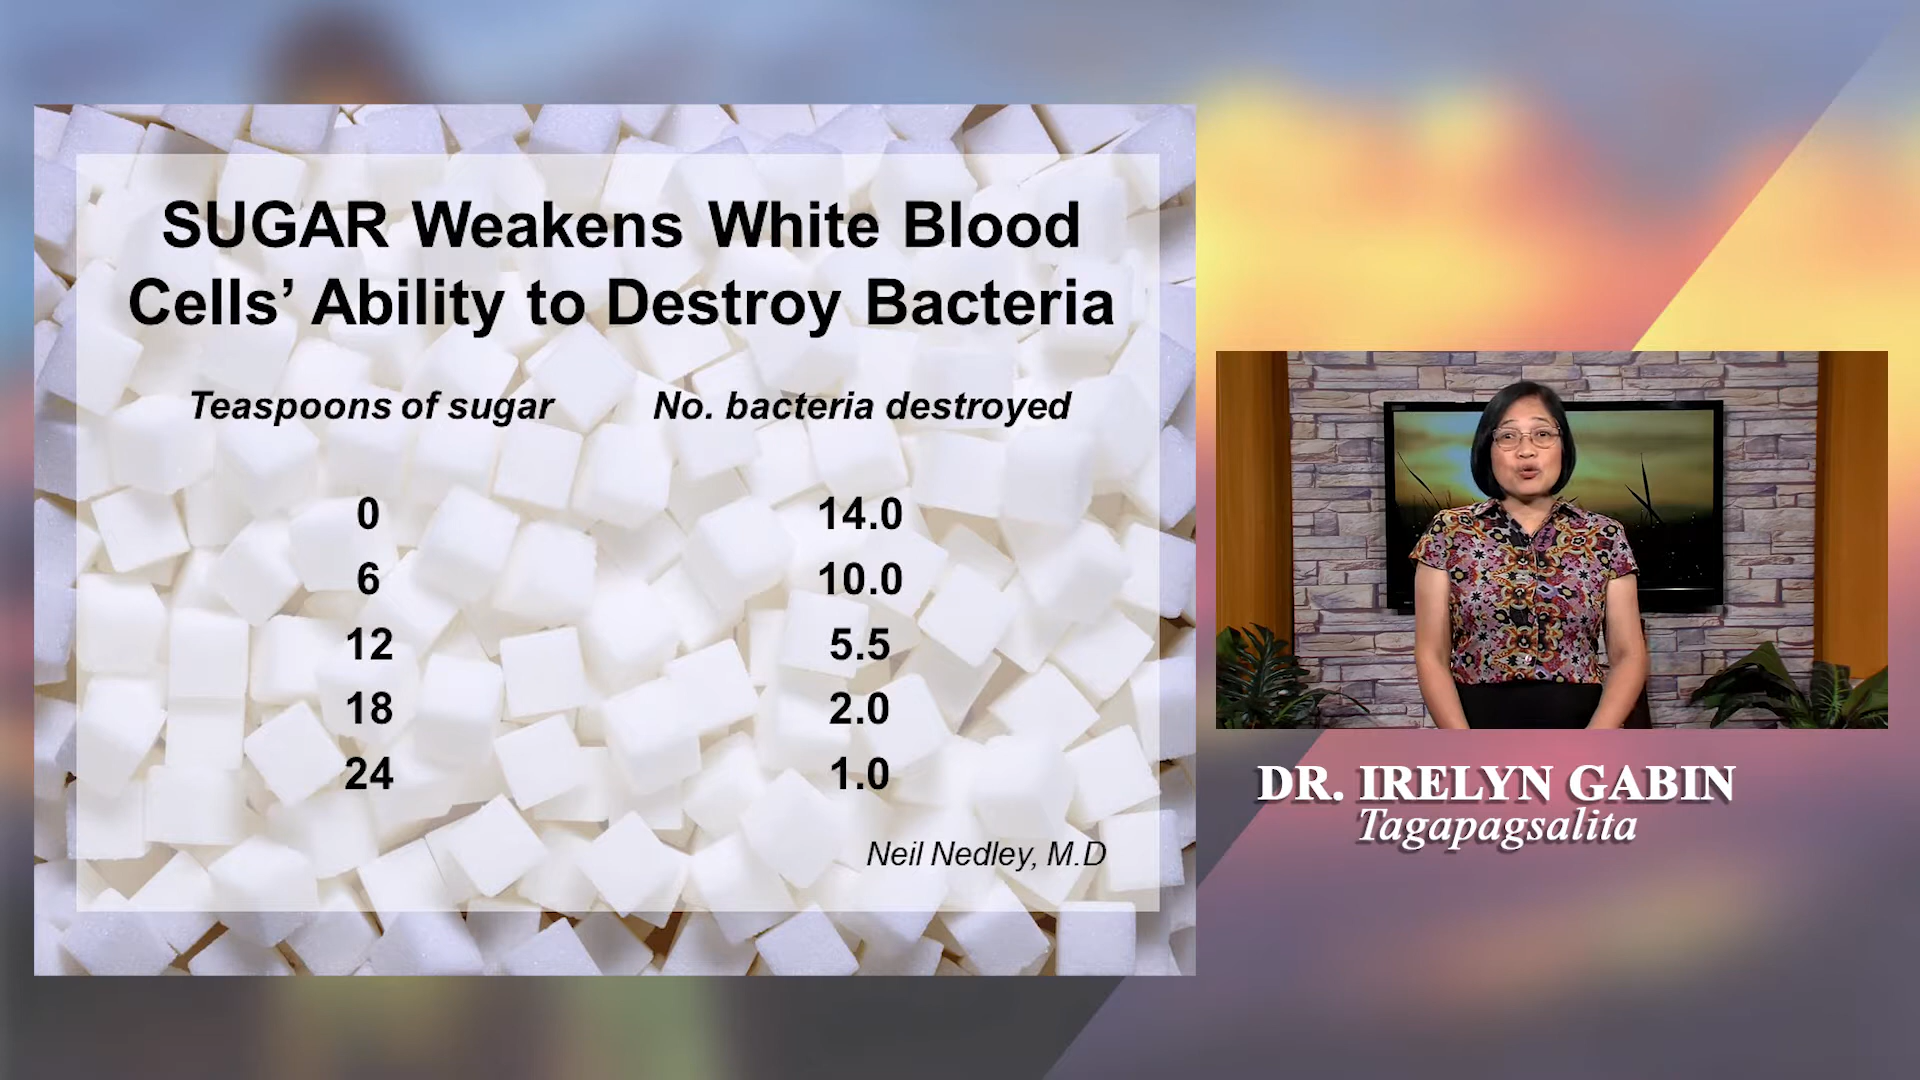 SUGAR Weakens White Blood
Cells’ Ability to Destroy Bacteria
Teaspoons of sugar No. bacteria destroyed
0 14.0
6 10.0
12 5.5
18 2.0
24 1.0
Neil Nedley, M.D
DR. IRELYN GABIN
Tagapagsalita